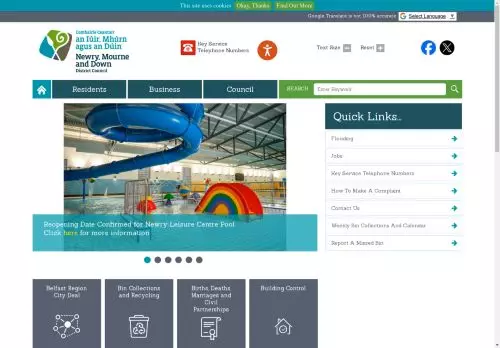 This site uses cookies Okay, Thanks Find Out More
Google Translate is not 100% accurate Select Language
Comhairle Ceantair
an Iúir, Mhúrn
agus an Dúin
Newry, Mourne
and Down
District Council
Key Service
Telephone Numbers
Text Size
Reset
Residents
Business
Council
SEARCH
Enter Keyword
Reopening Date Confirmed for Newry Leisure Centre Pool
Click here for more information
Quick Links...
Flooding
Jobs
Key Service Telephone Numbers
How To Make A Complaint
Contact Us
Weekly Bin Collections And Calendar
Report A Missed Bin
Belfast Region
City Deal
Bin Collections
and Recycling
Births, Deaths,
Marriages and
Civil
Partnerships
Building Control